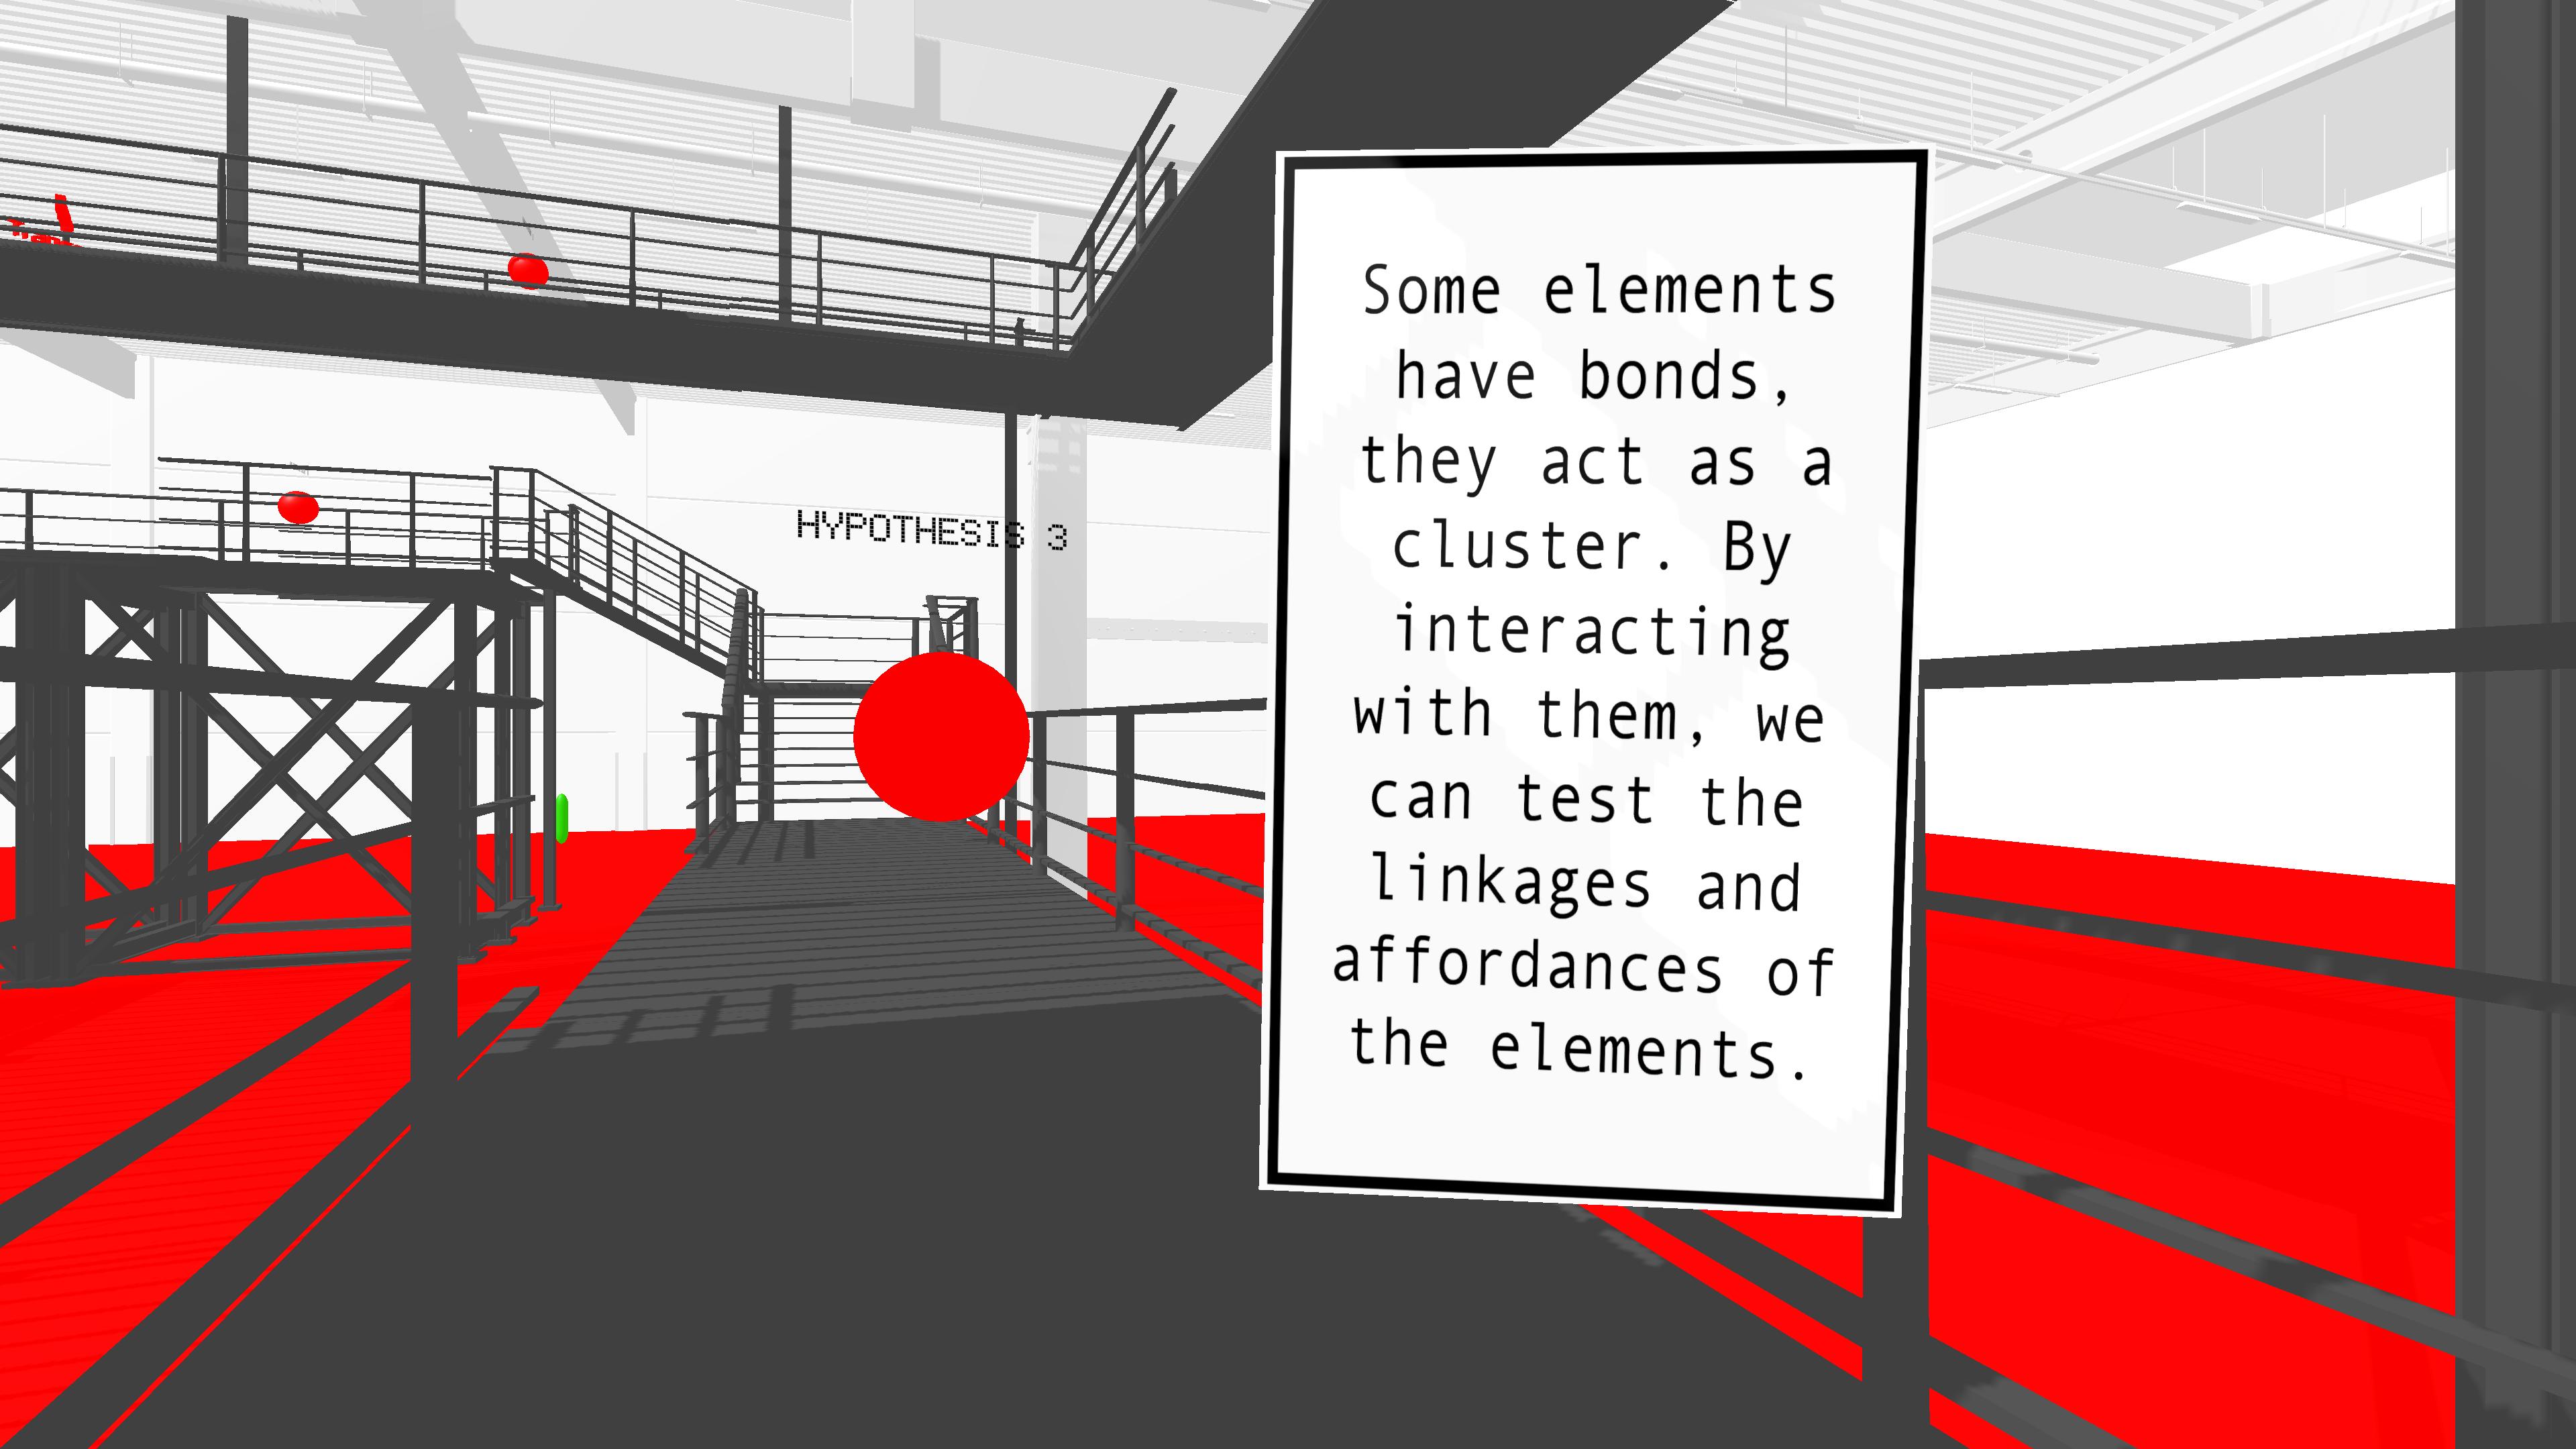 HYPOTHESIS 3
Some elements
have bonds,
they act as a
cluster. By
interacting
with them, we
can test the
linkages and
affordances of
the elements.